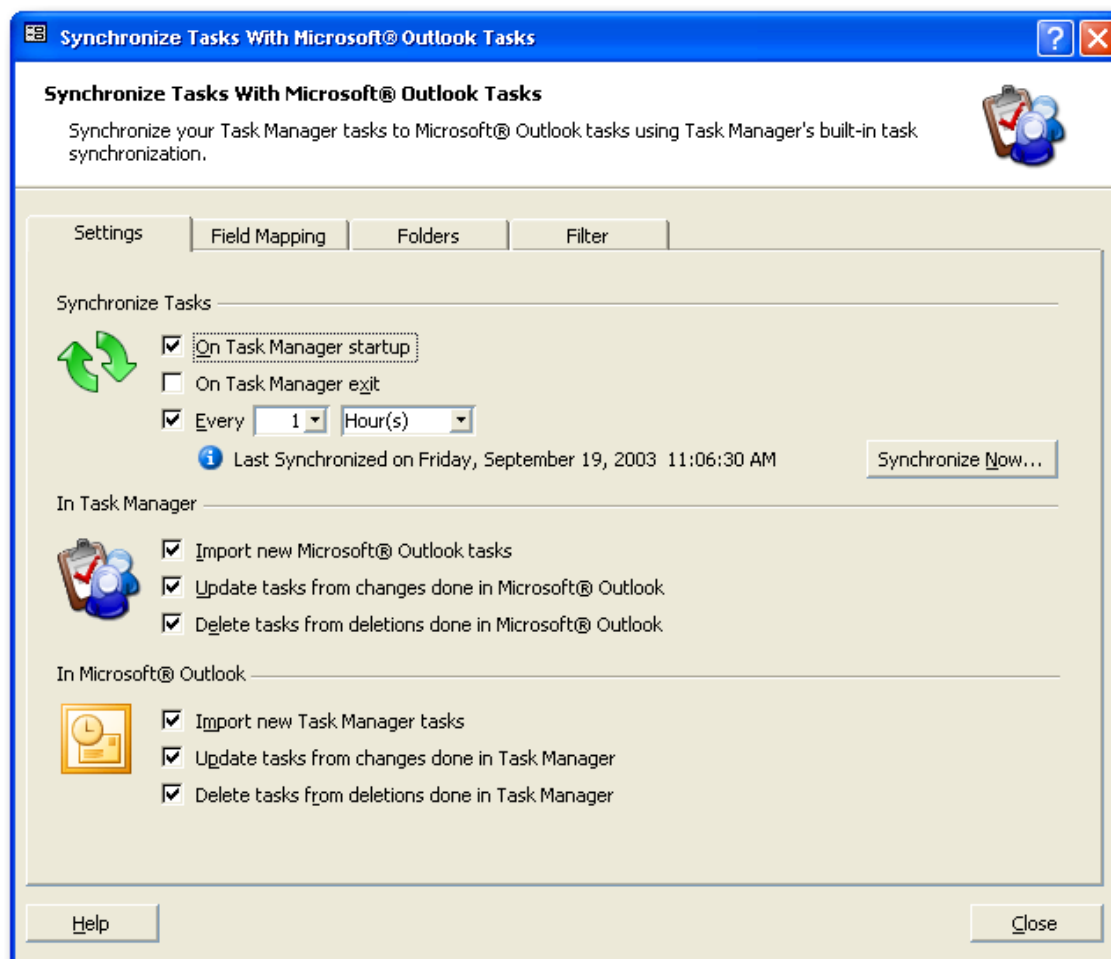 Synchronize Tasks With Microsoft® Outlook Tasks
Synchronize Tasks With Microsoft® Outlook Tasks
Synchronize your Task Manager tasks to Microsoft® Outlook tasks using Task Manager's built-in task
synchronization.
Settings Field Mapping Folders Filter
Synchronize Tasks
On Task Manager startup
On Task Manager exit
Every 1 Hour(s)
Last Synchronized on Friday, September 19, 2003 11:06:30 AM Synchronize Now...
In Task Manager
Import new Microsoft® Outlook tasks
Update tasks from changes done in Microsoft® Outlook
Delete tasks from deletions done in Microsoft® Outlook
In Microsoft® Outlook
Import new Task Manager tasks
Update tasks from changes done in Task Manager
Delete tasks from deletions done in Task Manager
Help Close